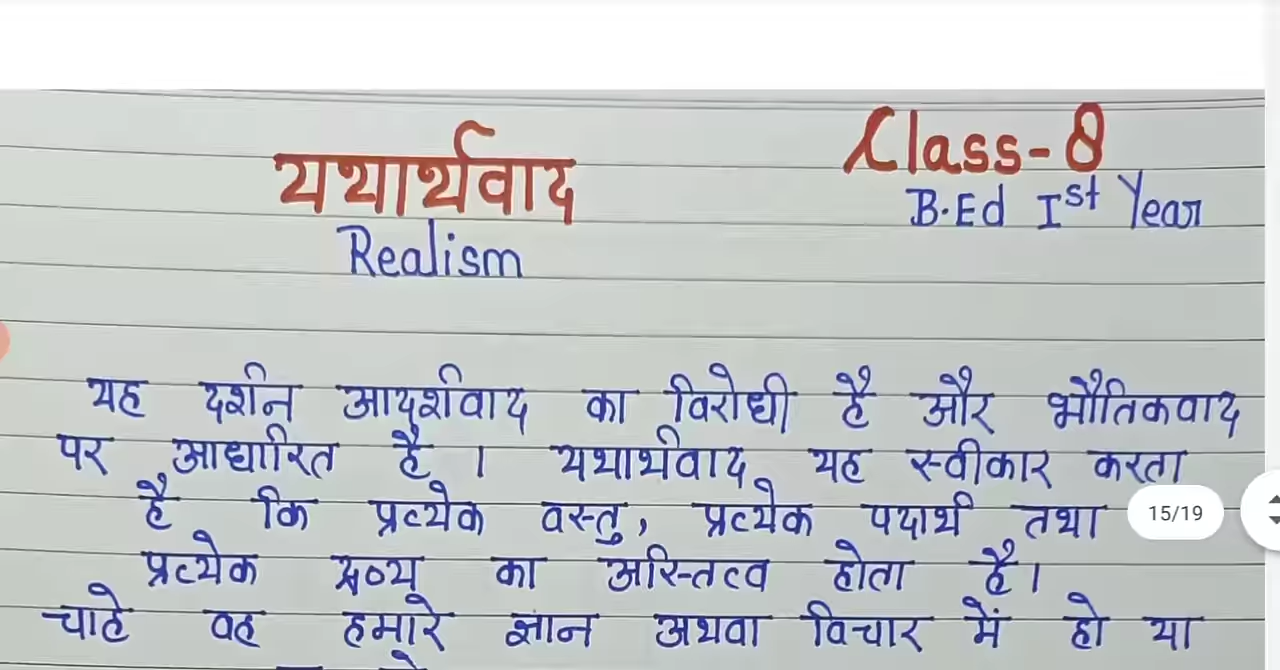 यथार्थवाद
Class-8
Realism
B.Ed Ist Year
यह दर्शन आदर्शवाद का विरोधी है और भौतिकवाद
पर आधारित है । यथार्थवाद यह स्वीकार करता
है कि प्रत्येक वस्तु, प्रत्येक पदार्थ तथा
15/19
प्रत्येक द्रव्य का अस्तित्व होता है।
चाहे वह हमारे ज्ञान अथवा विचार में हो या